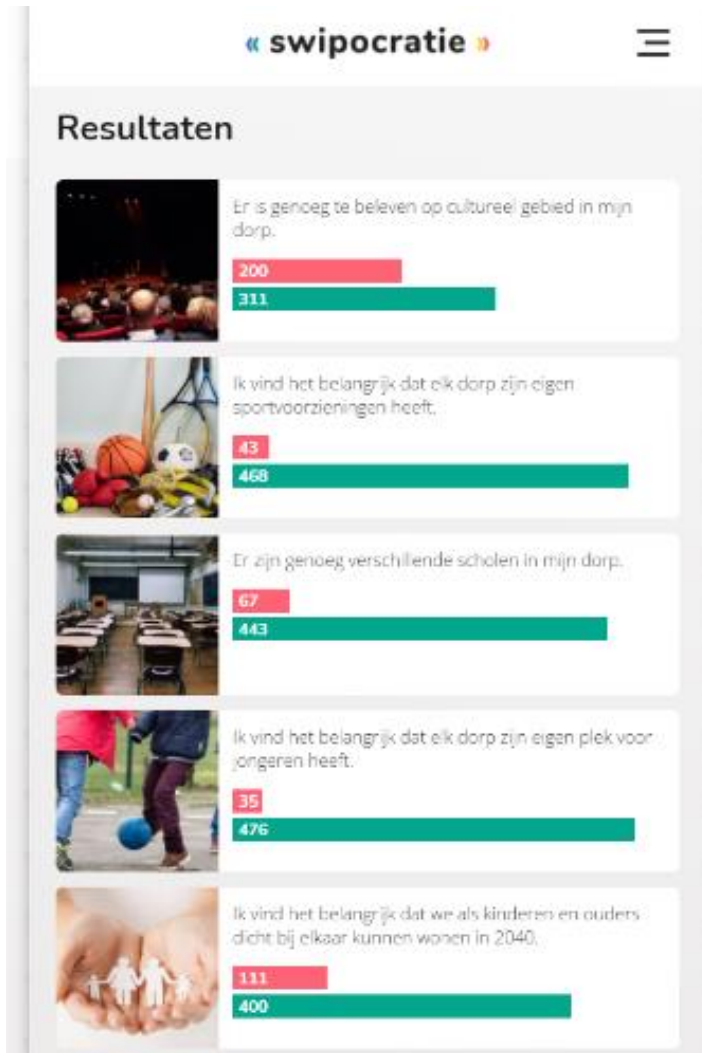 « swipocratie »
Resultaten
Er is genoeg te beleven op cultureel gebied in mijn
dorp.
200
311
Ik vind het belangrijk dat elk dorp zijn eigen
sportvoorzieningen heeft.
43
468
Er zijn genoeg verschillende scholen in mijn dorp.
67
443
Ik vind het belangrijk dat elk dorp zijn eigen plek voor
jongeren heeft.
35
476
Ik vind het belangrijk dat we als kinderen en ouders
dicht bij elkaar kunnen wonen in 2040.
111
400